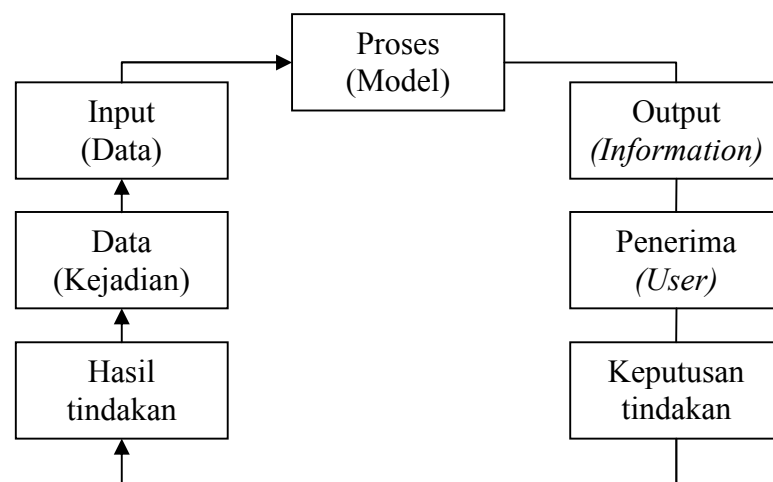 Proses
(Model)
Input
(Data)
Output
(Information)
Data
(Kejadian)
Penerima
(User)
Hasil
tindakan
Keputusan
tindakan